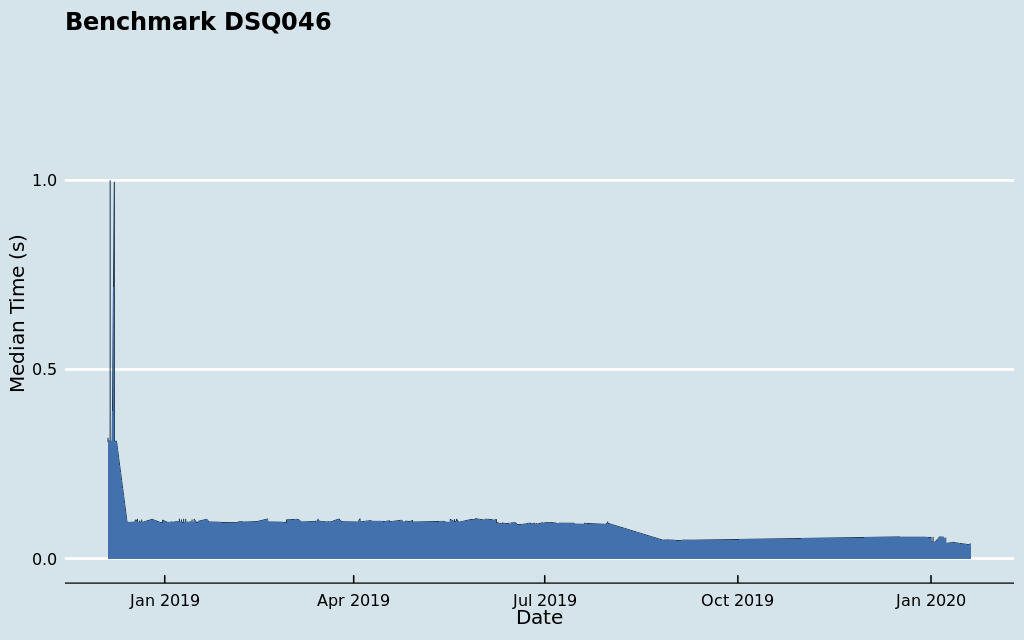 Benchmark DSQ046
Median Time (s)
1.0
0.5
0.0
Jan 2019
Apr 2019
Jul 2019
Oct 2019
Jan 2020
Date